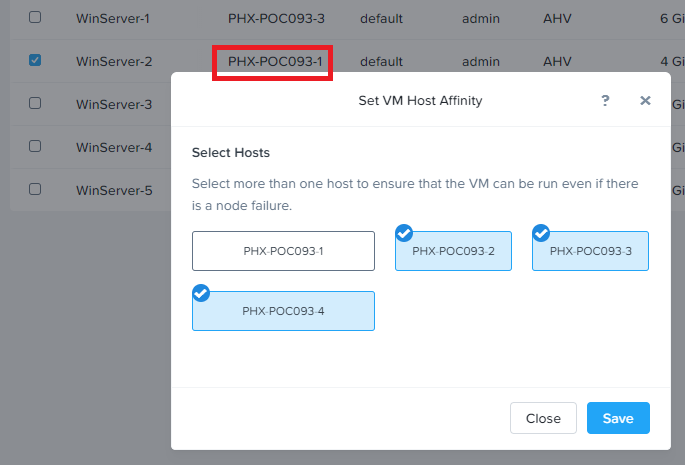 WinServer-1 PHX-POC093-3 default admin AHV 6 Gi
WinServer-2 PHX-POC093-1 default admin AHV 4 Gi
WinServer-3 Gi
WinServer-4 Gi
WinServer-5 Gi
Set VM Host Affinity ? ×
Select Hosts
Select more than one host to ensure that the VM can be run even if there
is a node failure.
PHX-POC093-1 PHX-POC093-2 PHX-POC093-3
PHX-POC093-4
Close Save